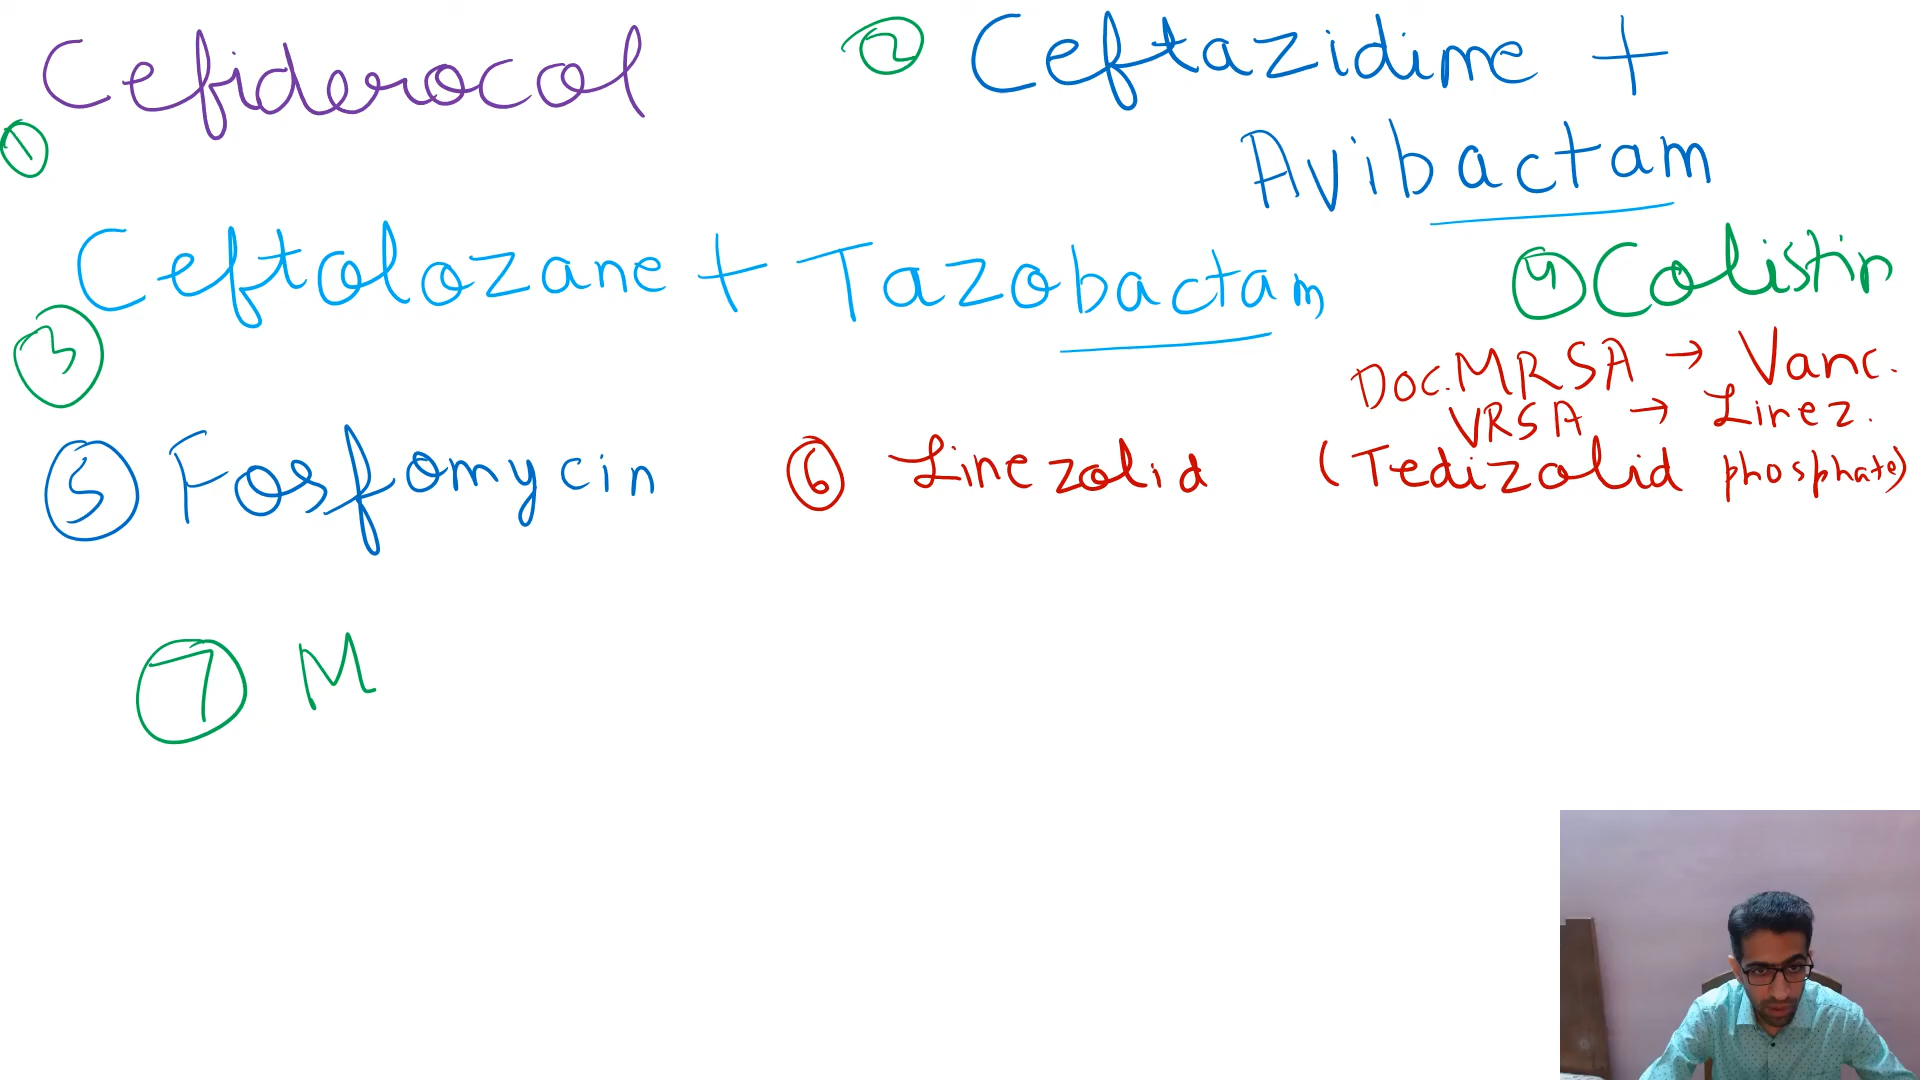 Cefiderocol
① 
② Ceftazidime +
Avibactam
③ Ceftolozane + Tazobactam
④ Colistin
DOC. MRSA → Vanc.
VRSA → Linez.
⑤ Fosfomycin
⑥ Linezolid (Tedizolid phosphate)
⑦ M